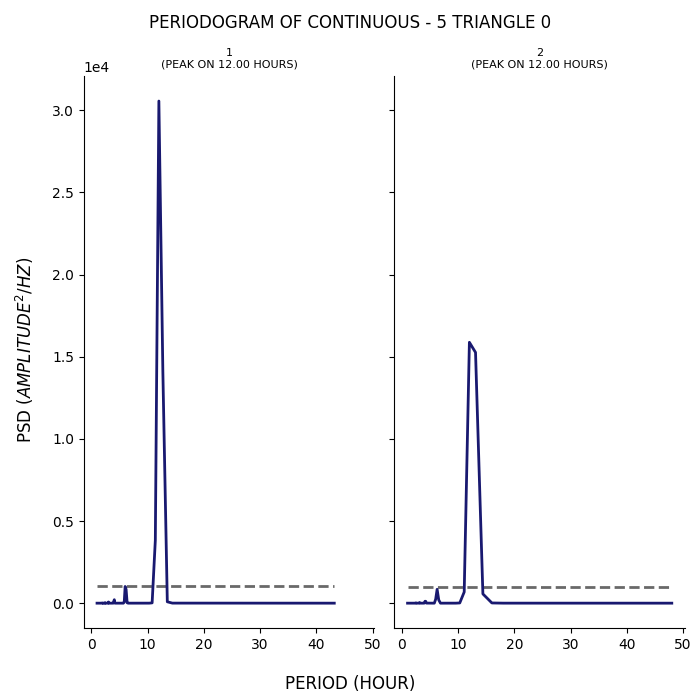 PERIODOGRAM OF CONTINUOUS - 5 TRIANGLE 0
1
(PEAK ON 12.00 HOURS)
2
(PEAK ON 12.00 HOURS)
1e4
3.0
2.5
2.0
1.5
1.0
0.5
0.0
PSD (AMPLITUDE²/HZ)
0 10 20 30 40 50
0 10 20 30 40 50
PERIOD (HOUR)